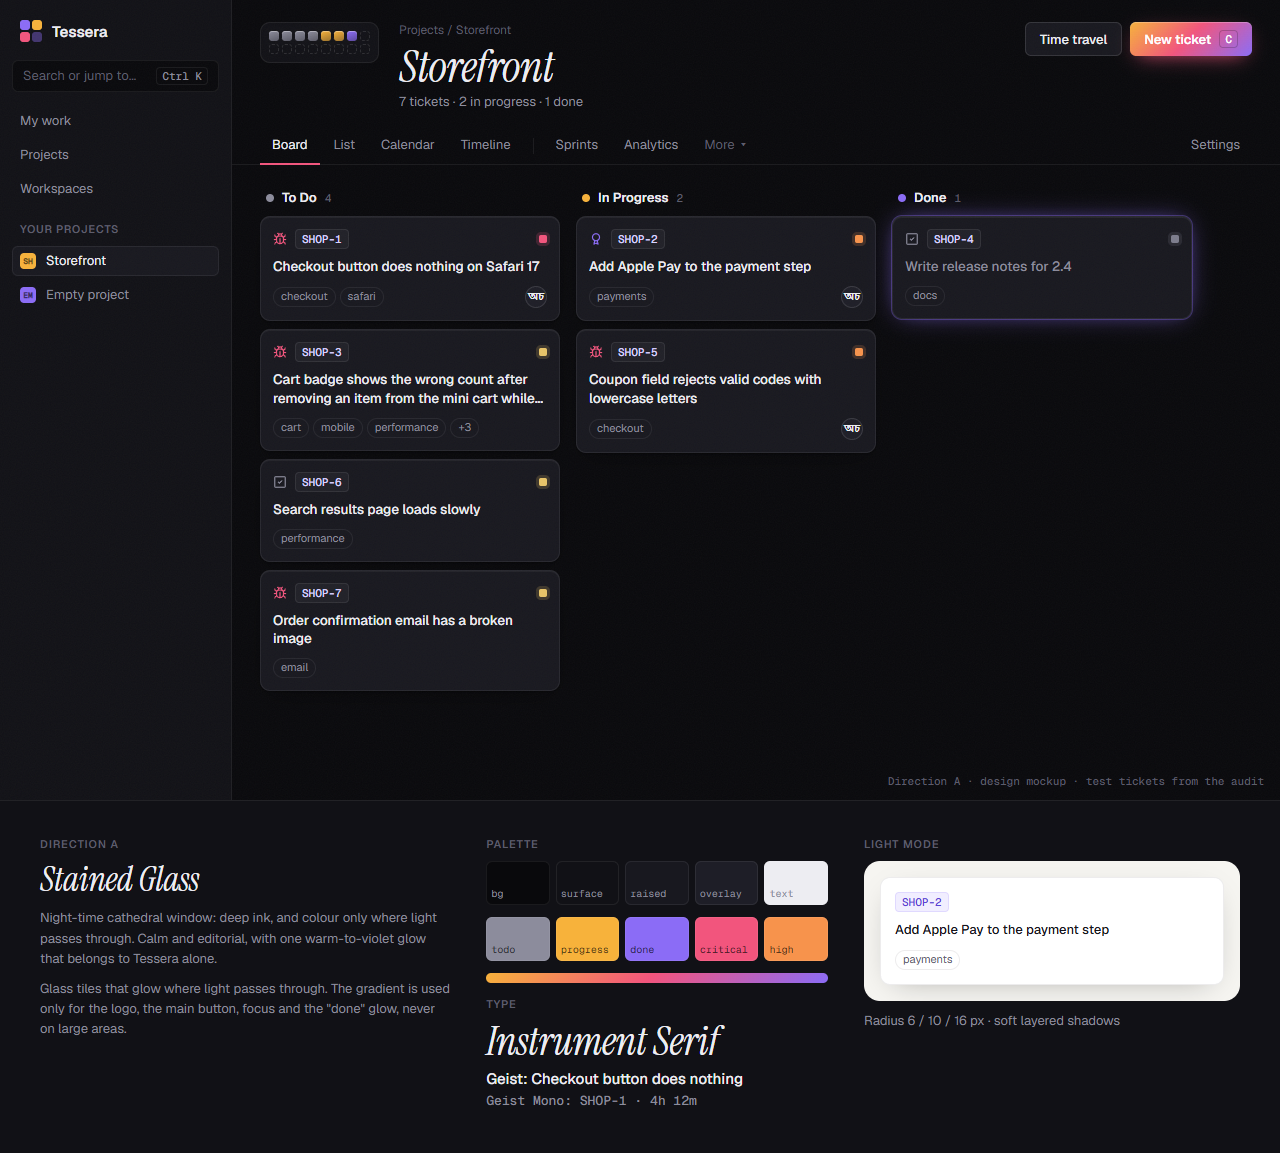 Tessera
Search or jump to...
Ctrl K
My work
Projects
Workspaces
YOUR PROJECTS
SH
Storefront
EM
Empty project
Projects / Storefront
Storefront
7 tickets · 2 in progress · 1 done
Time travel
New ticket C
Board
List
Calendar
Timeline
Sprints
Analytics
More
Settings
To Do 4
SHOP-1
Checkout button does nothing on Safari 17
checkout
safari
SHOP-3
Cart badge shows the wrong count after
removing an item from the mini cart while...
cart
mobile
performance
+3
SHOP-6
Search results page loads slowly
performance
SHOP-7
Order confirmation email has a broken
image
email
In Progress 2
SHOP-2
Add Apple Pay to the payment step
payments
SHOP-5
Coupon field rejects valid codes with
lowercase letters
checkout
Done 1
SHOP-4
Write release notes for 2.4
docs
Direction A · design mockup · test tickets from the audit
DIRECTION A
Stained Glass
Night-time cathedral window: deep ink, and colour only where light
passes through. Calm and editorial, with one warm-to-violet glow
that belongs to Tessera alone.
Glass tiles that glow where light passes through. The gradient is used
only for the logo, the main button, focus and the "done" glow, never
on large areas.
PALETTE
bg
surface
raised
overlay
text
todo
progress
done
critical
high
TYPE
Instrument Serif
Geist: Checkout button does nothing
Geist Mono: SHOP-1 · 4h 12m
LIGHT MODE
SHOP-2
Add Apple Pay to the payment step
payments
Radius 6 / 10 / 16 px · soft layered shadows